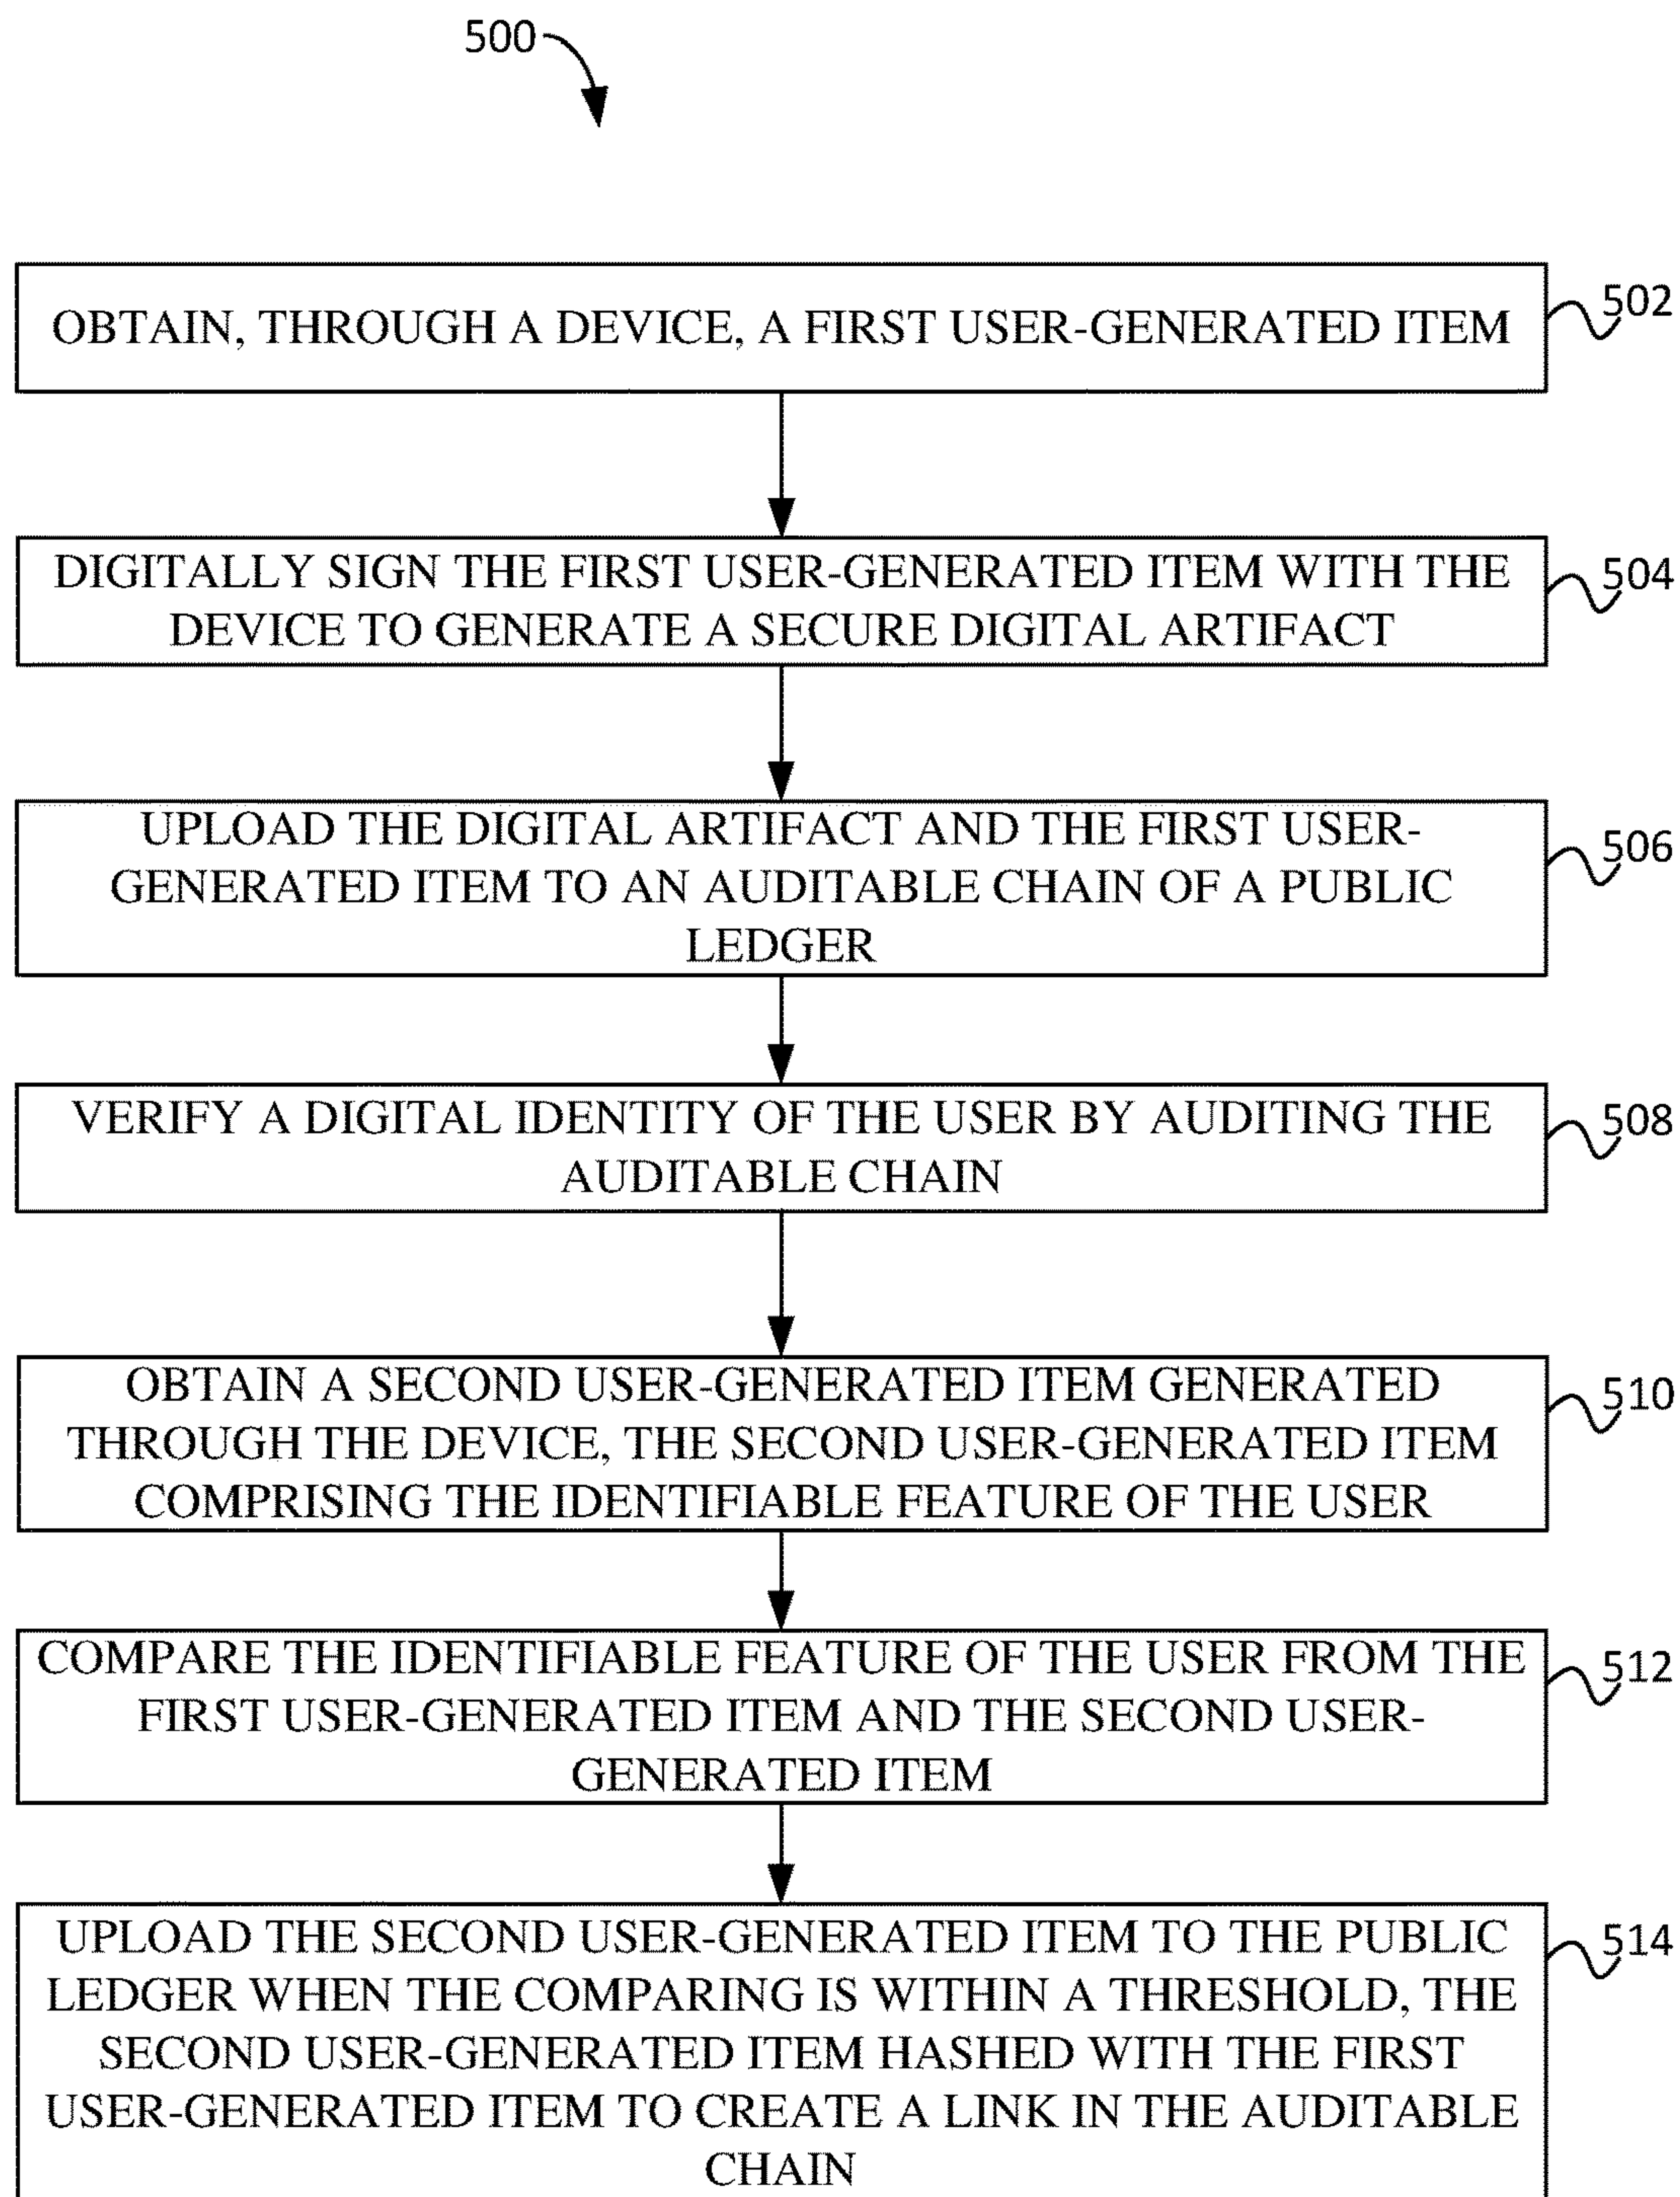 500
OBTAIN, THROUGH A DEVICE, A FIRST USER-GENERATED ITEM
502
DIGITALLY SIGN THE FIRST USER-GENERATED ITEM WITH THE
DEVICE TO GENERATE A SECURE DIGITAL ARTIFACT
504
UPLOAD THE DIGITAL ARTIFACT AND THE FIRST USER-
GENERATED ITEM TO AN AUDITABLE CHAIN OF A PUBLIC
LEDGER
506
VERIFY A DIGITAL IDENTITY OF THE USER BY AUDITING THE
AUDITABLE CHAIN
508
OBTAIN A SECOND USER-GENERATED ITEM GENERATED
THROUGH THE DEVICE, THE SECOND USER-GENERATED ITEM
COMPRISING THE IDENTIFIABLE FEATURE OF THE USER
510
COMPARE THE IDENTIFIABLE FEATURE OF THE USER FROM THE
FIRST USER-GENERATED ITEM AND THE SECOND USER-
GENERATED ITEM
512
UPLOAD THE SECOND USER-GENERATED ITEM TO THE PUBLIC
LEDGER WHEN THE COMPARING IS WITHIN A THRESHOLD, THE
SECOND USER-GENERATED ITEM HASHED WITH THE FIRST
USER-GENERATED ITEM TO CREATE A LINK IN THE AUDITABLE
CHAIN
514